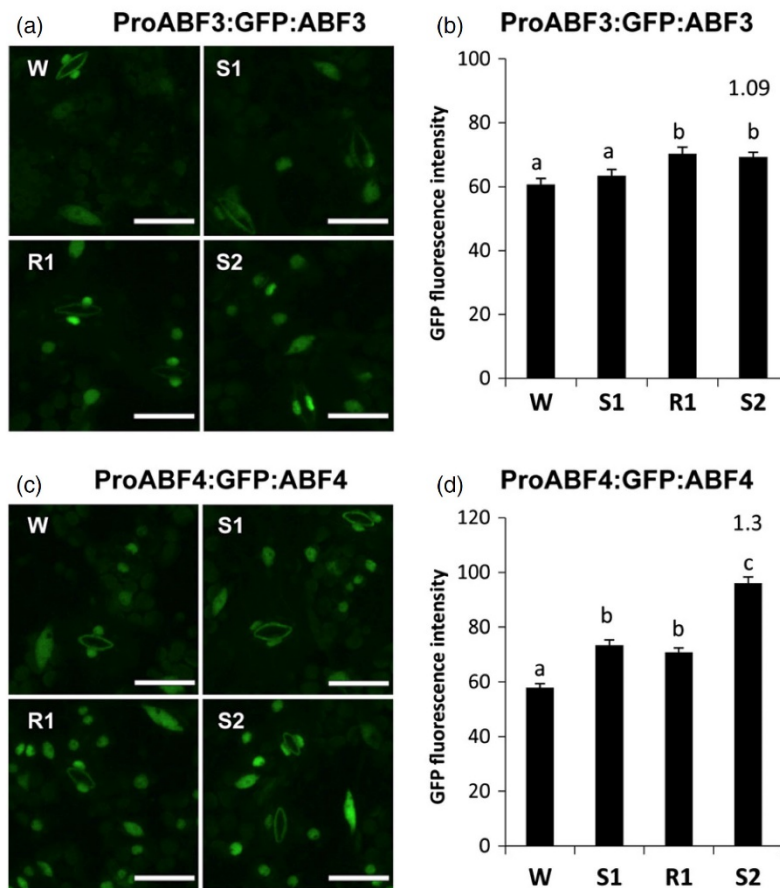 (a) ProABF3:GFP:ABF3
W
S1
R1
S2
(b) ProABF3:GFP:ABF3
GFP fluorescence intensity
100
80
60
40
20
0
1.09
a
a
b
b
W S1 R1 S2
(c) ProABF4:GFP:ABF4
W
S1
R1
S2
(d) ProABF4:GFP:ABF4
GFP fluorescence intensity
120
100
80
60
40
20
0
1.3
a
b
b
c
W S1 R1 S2